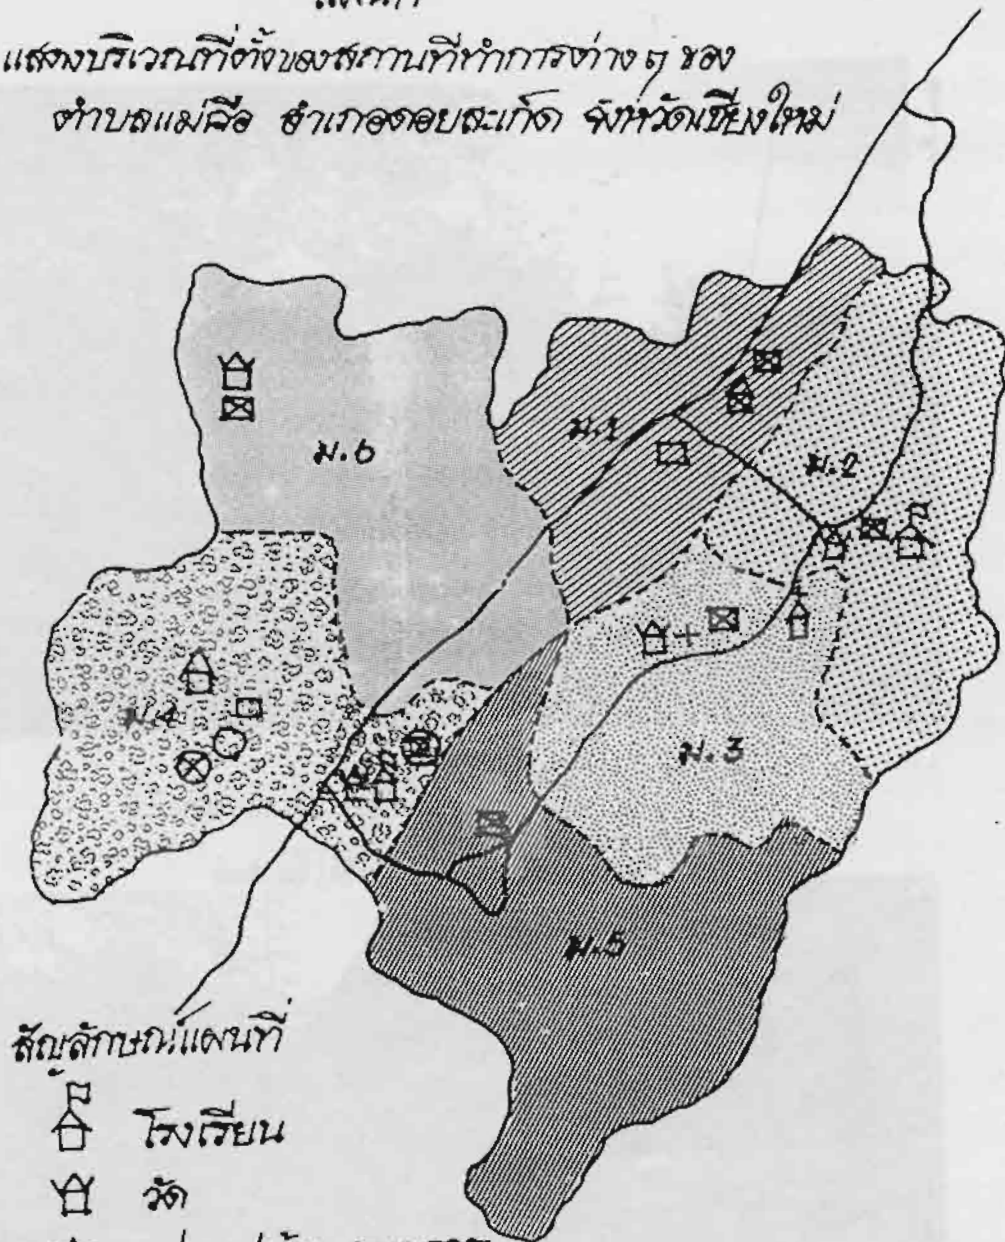 แผนที่
แสดงบริเวณที่ตั้งของสถานที่ทำการต่าง ๆ ของ
ตำบลแม่คือ อำเภอดอยสะเก็ด จังหวัดเชียงใหม่
ม.6
ม.1
ม.2
ม.4
ม.3
ม.5
สัญลักษณ์แผนที่
โรงเรียน
วัด